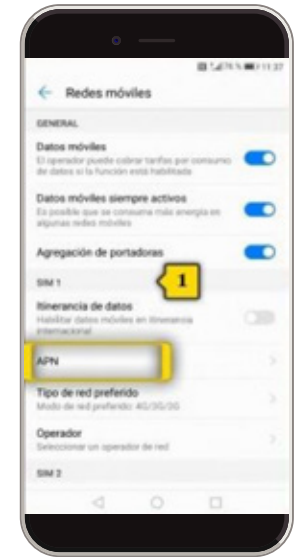 11:37
Redes móviles
GENERAL
Datos móviles
El operador puede cobrar tarifas por consumo
de datos si la función está habilitada
Datos móviles siempre activos
Es posible que se consuma más energía en
algunas redes móviles
Agregación de portadoras
SIM 1
1
Itinerancia de datos
Habilitar datos móviles en itinerancia
internacional
APN
Tipo de red preferido
Modo de red preferido: 4G/3G/2G
Operador
Seleccionar un operador de red
SIM 2